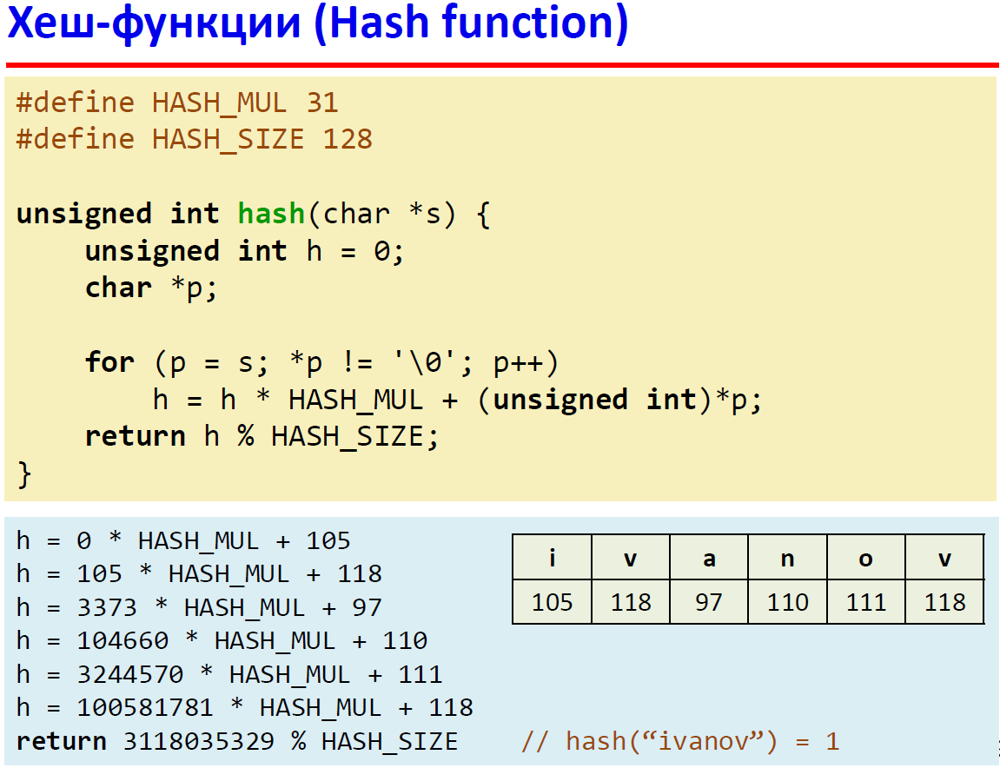 Хеш-функции (Hash function)
#define HASH_MUL 31
#define HASH_SIZE 128
unsigned int hash(char *s) {
unsigned int h = 0;
char *p;
for (p = s; *p != '\0'; p++)
h = h * HASH_MUL + (unsigned int)*p;
return h % HASH_SIZE;
}
h = 0 * HASH_MUL + 105
h = 105 * HASH_MUL + 118
h = 3373 * HASH_MUL + 97
h = 104660 * HASH_MUL + 110
h = 3244570 * HASH_MUL + 111
h = 100581781 * HASH_MUL + 118
return 3118035329 % HASH_SIZE // hash(“ivanov”) = 1
i v a n o v
105 118 97 110 111 118